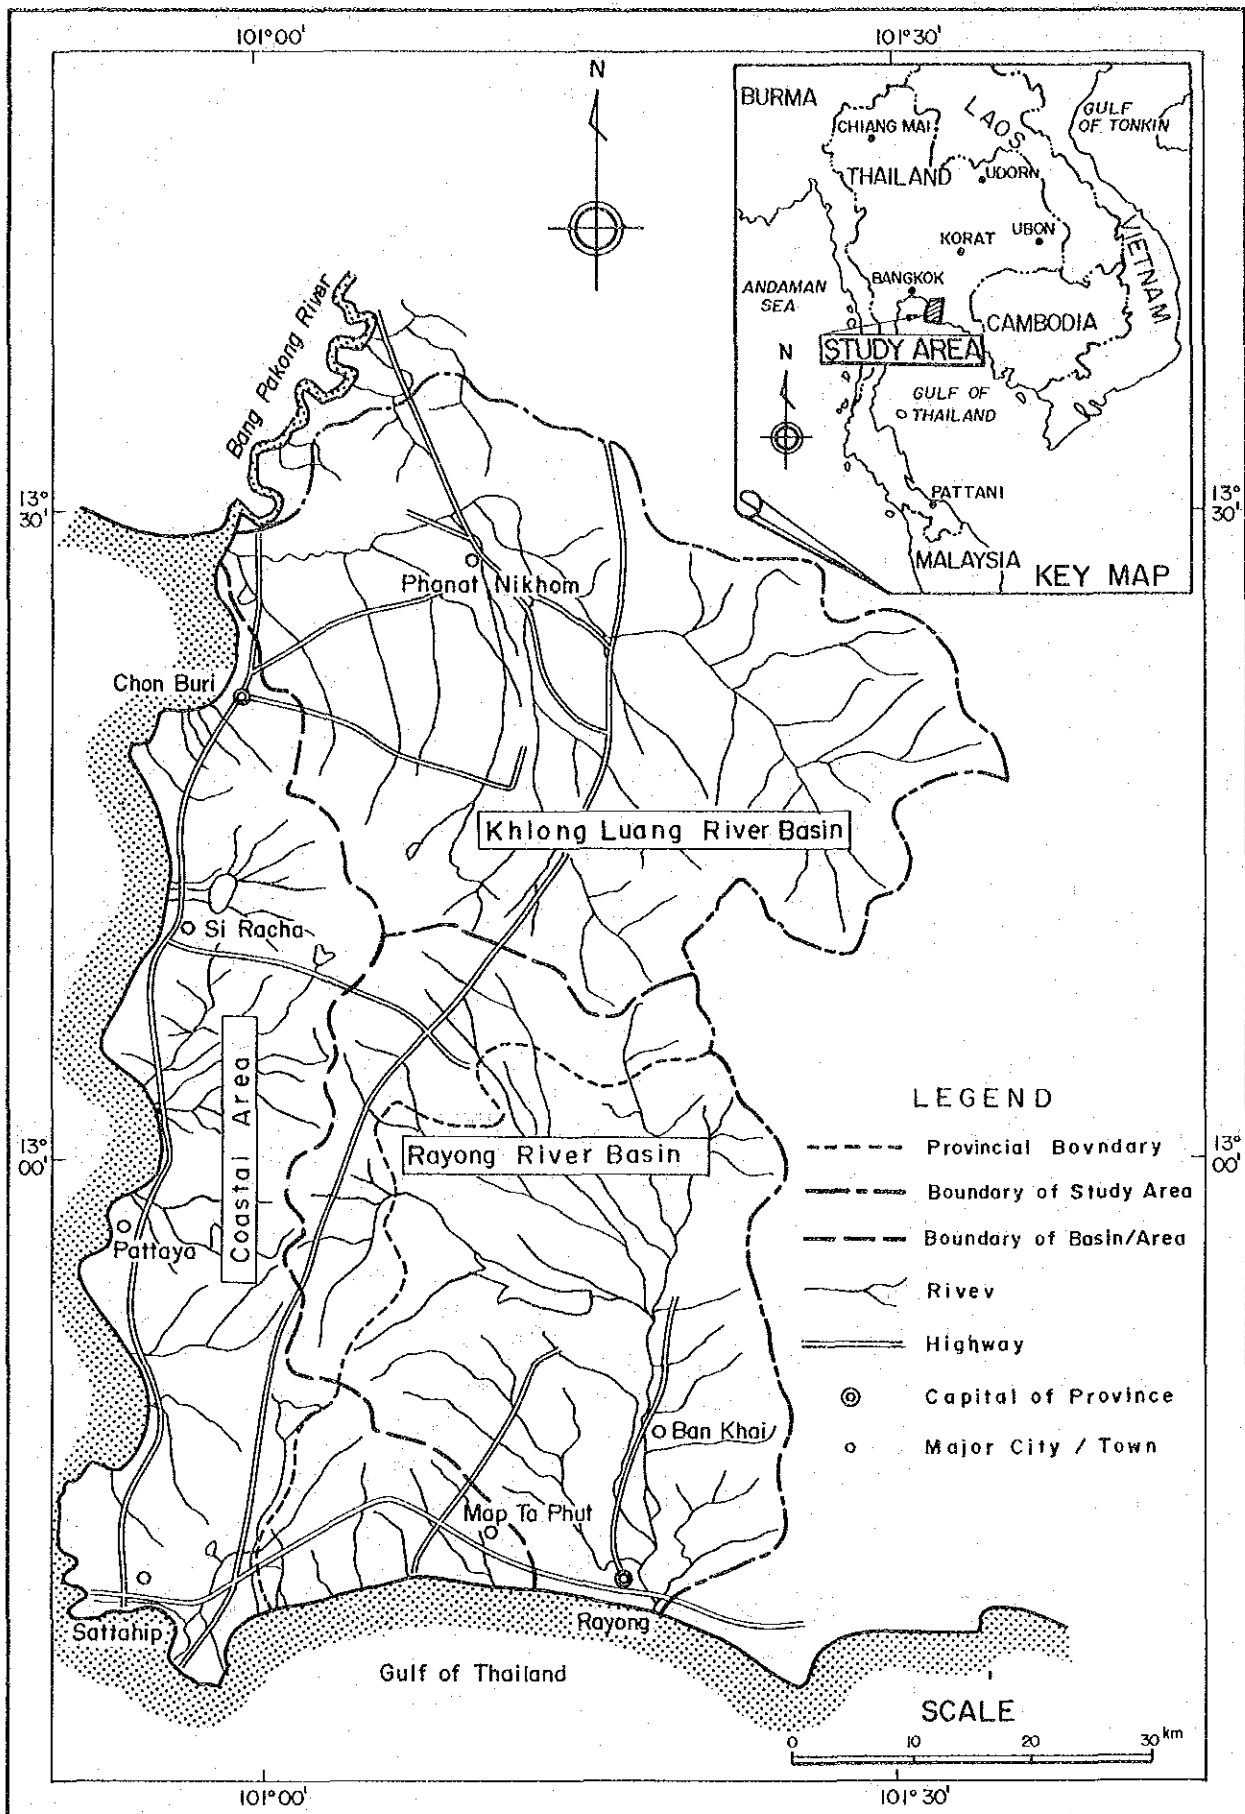 101°00'
101°30'
N
BURMA
CHIANG MAI
LAOS
GULF
OF TONKIN
THAILAND
UDORN
KORAT
UBON
VIETNAM
BANGKOK
ANDAMAN
SEA
CAMBODIA
STUDY AREA
N
GULF OF
THAILAND
PATTANI
MALAYSIA
KEY MAP
Bang Pakong River
13°
30'
13°
30'
Phanat Nikhom
Chon Buri
Khlong Luang River Basin
Si Racha
Coastal Area
Rayong River Basin
13°
00'
13°
00'
Pattaya
LEGEND
Provincial Bovndary
Boundary of Study Area
Boundary of Basin/Area
Rivev
Highway
Capital of Province
Major City / Town
Ban Khai
Map Ta Phut
Sattahip
Rayong
Gulf of Thailand
SCALE
0 10 20 30 km
101°00'
101°30'